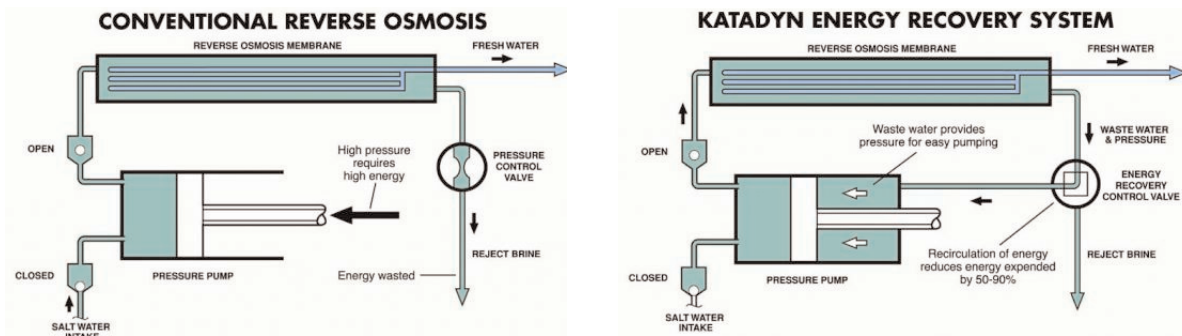 CONVENTIONAL REVERSE OSMOSIS
REVERSE OSMOSIS MEMBRANE
FRESH WATER
OPEN
High pressure
requires
high energy
PRESSURE
CONTROL
VALVE
CLOSED
PRESSURE PUMP
Energy wasted
REJECT BRINE
SALT WATER
INTAKE
KATADYN ENERGY RECOVERY SYSTEM
REVERSE OSMOSIS MEMBRANE
FRESH WATER
OPEN
Waste water provides
pressure for easy pumping
WASTE WATER
& PRESSURE
ENERGY
RECOVERY
CONTROL VALVE
CLOSED
PRESSURE PUMP
Recirculation of energy
reduces energy expended
by 50-90%
REJECT BRINE
SALT WATER
INTAKE